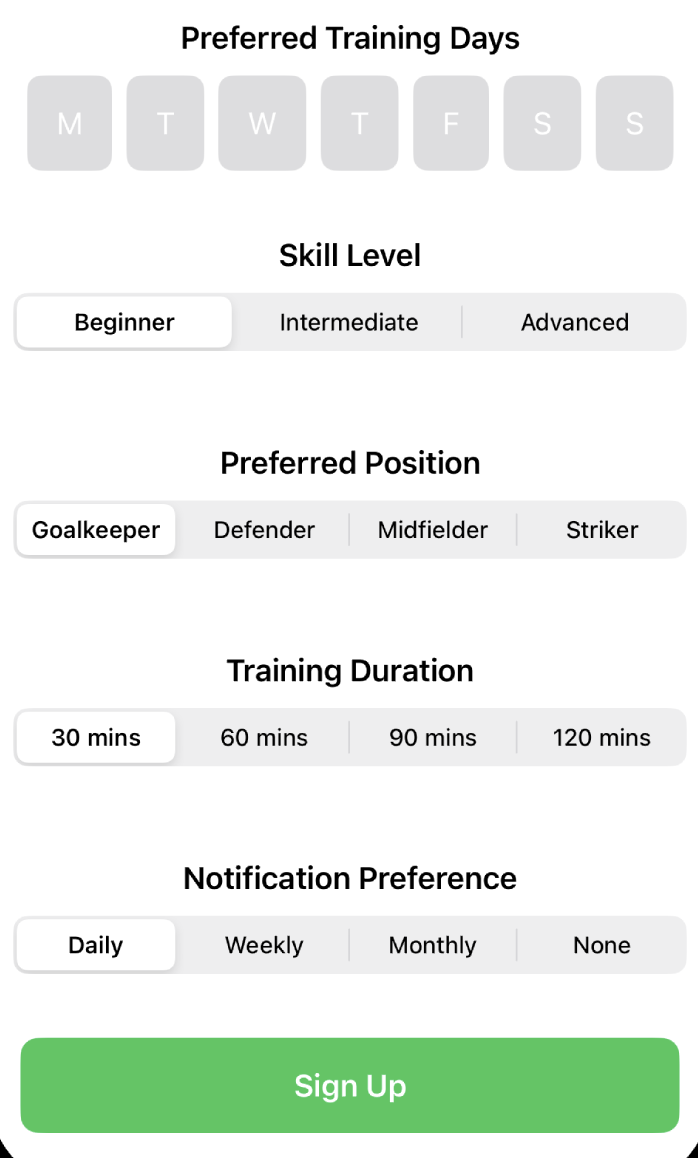 Preferred Training Days
M T W T F S S
Skill Level
Beginner Intermediate Advanced
Preferred Position
Goalkeeper Defender Midfielder Striker
Training Duration
30 mins 60 mins 90 mins 120 mins
Notification Preference
Daily Weekly Monthly None
Sign Up